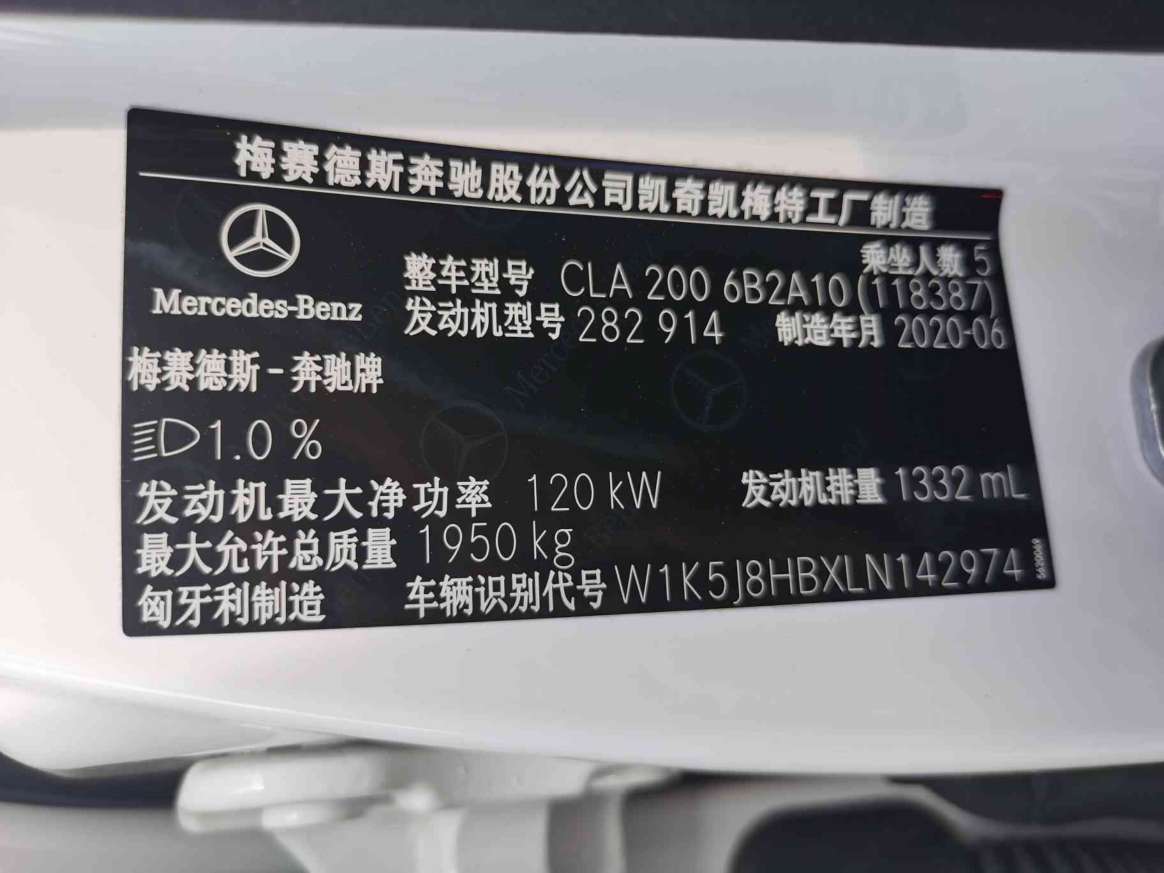 梅赛德斯奔驰股份公司凯奇凯梅特工厂制造
乘坐人数 5
整车型号 CLA 200 6B2A10 (118387)
Mercedes-Benz
发动机型号 282 914
制造年月 2020-06
梅赛德斯-奔驰牌
1.0 %
发动机最大净功率 120 kW
发动机排量 1332 mL
最大允许总质量 1950 kg
匈牙利制造
车辆识别代号 W1K5J8HBXLN142974